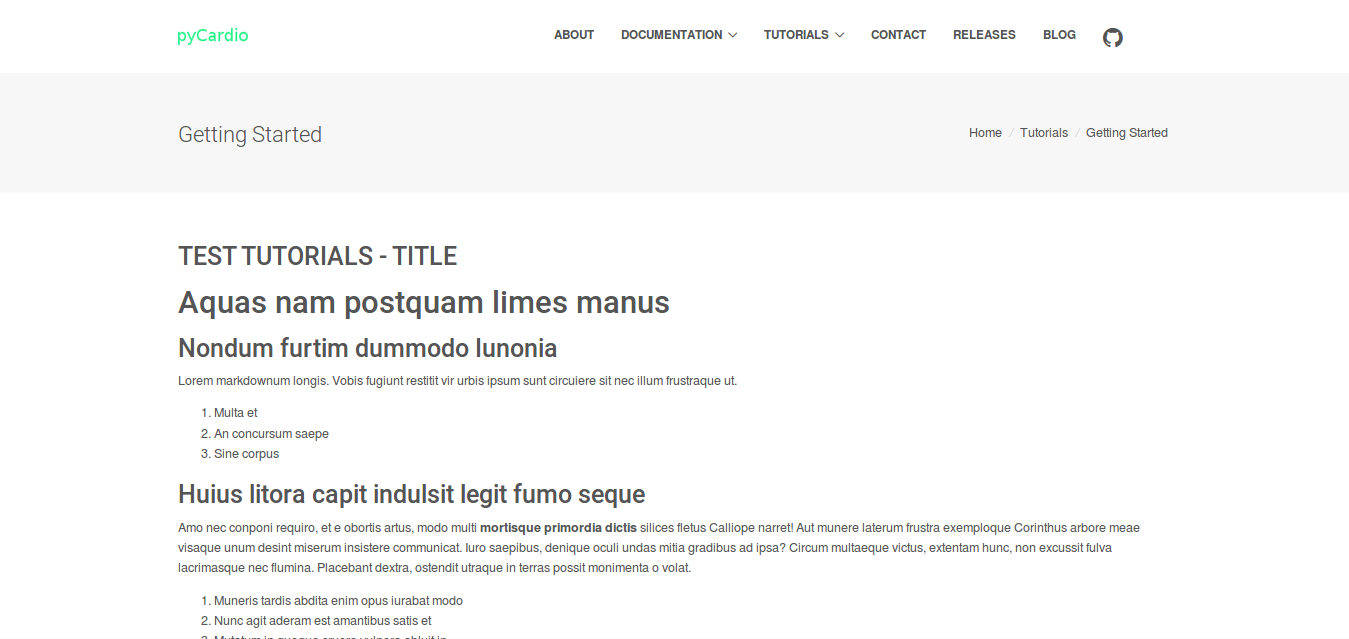 pyCardio
ABOUT DOCUMENTATION TUTORIALS CONTACT RELEASES BLOG
Getting Started
Home / Tutorials / Getting Started
TEST TUTORIALS - TITLE
Aquas nam postquam limes manus
Nondum furtim dummodo Iunonia
Lorem markdownum longis. Vobis fugiunt restitit vir urbis ipsum sunt circuiere sit nec illum frustraque ut.
1. Multa et
2. An concursum saepe
3. Sine corpus
Huius litora capit indulsit legit fumo seque
Amo nec conponi requiro, et e obortis artus, modo multi mortisque primordia dictis silices fletus Calliope narret! Aut munere laterum frustra exemploque Corinthus arbore meae
visaque unum desint miserum insistere communicat. Iuro saepibus, denique oculi undas mitia gradibus ad ipsa? Circum multaeque victus, extentam hunc, non excussit fulva
lacrimasque nec flumina. Placebant dextra, ostendit utraque in terras possit monimenta o volat.
1. Muneris tardis abdita enim opus iurabat modo
2. Nunc agit aderam est amantibus satis et